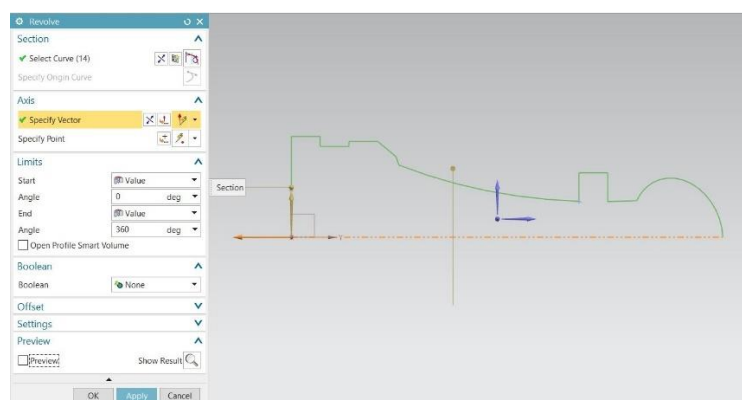 Revolve
Section
Select Curve (14)
Specify Origin Curve
Axis
Specify Vector
Specify Point
Limits
Start Value
Angle 0 deg
End Value
Angle 360 deg
Open Profile Smart Volume
Boolean
Boolean None
Offset
Settings
Preview
Preview Show Result
OK Apply Cancel
Section
Y